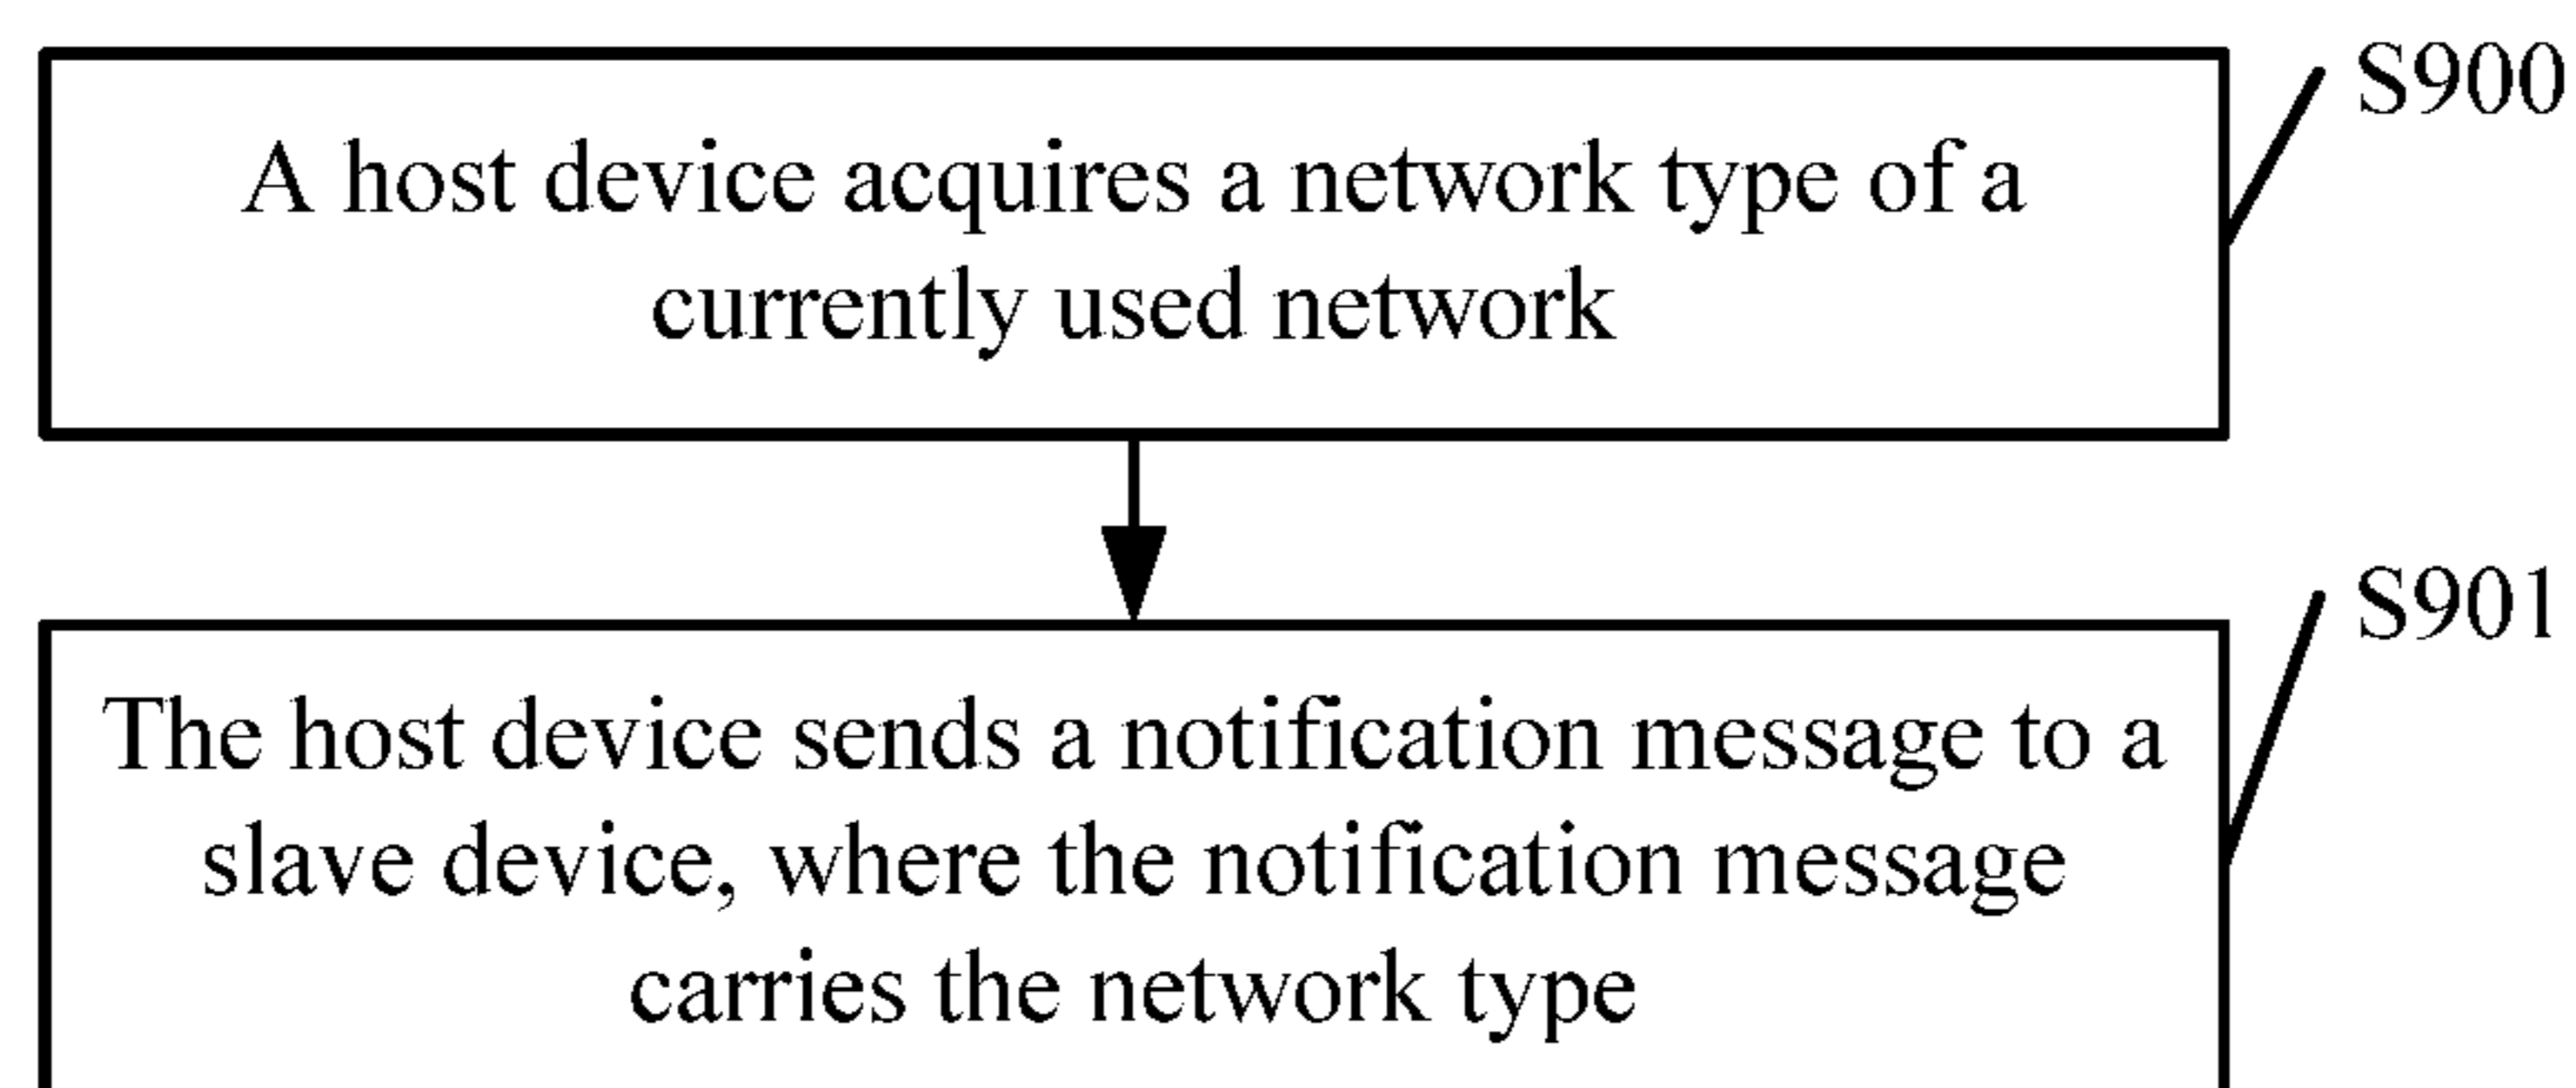 S900
A host device acquires a network type of a
currently used network
S901
The host device sends a notification message to a
slave device, where the notification message
carries the network type